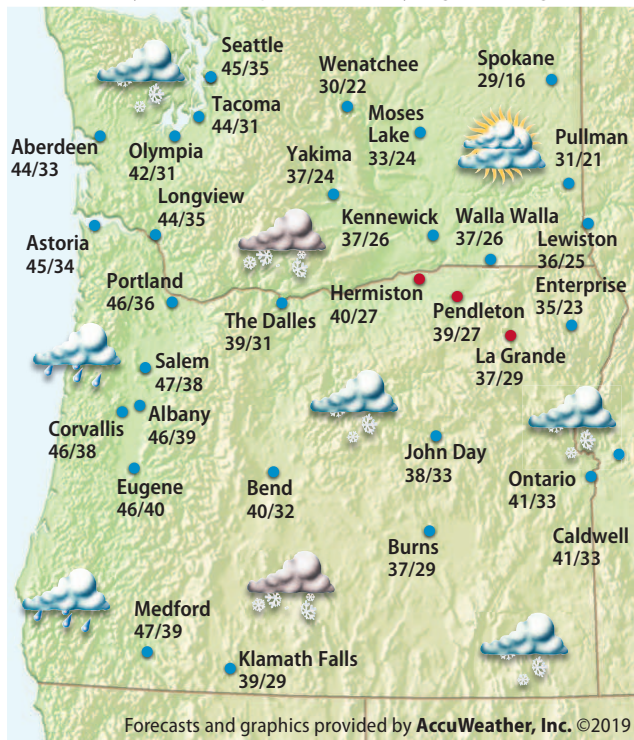 Seattle
45/35
Wenatchee
30/22
Spokane
29/16
Tacoma
44/31
Moses
Lake
33/24
Aberdeen
44/33
Olympia
42/31
Yakima
37/24
Pullman
31/21
Longview
44/35
Kennewick
37/26
Walla Walla
37/26
Lewiston
36/25
Astoria
45/34
Portland
46/36
The Dalles
39/31
Hermiston
40/27
Pendleton
39/27
Enterprise
35/23
La Grande
37/29
Salem
47/38
Albany
46/39
Corvallis
46/38
John Day
38/33
Ontario
41/33
Eugene
46/40
Bend
40/32
Caldwell
41/33
Burns
37/29
Medford
47/39
Klamath Falls
39/29
Forecasts and graphics provided by AccuWeather, Inc. ©2019